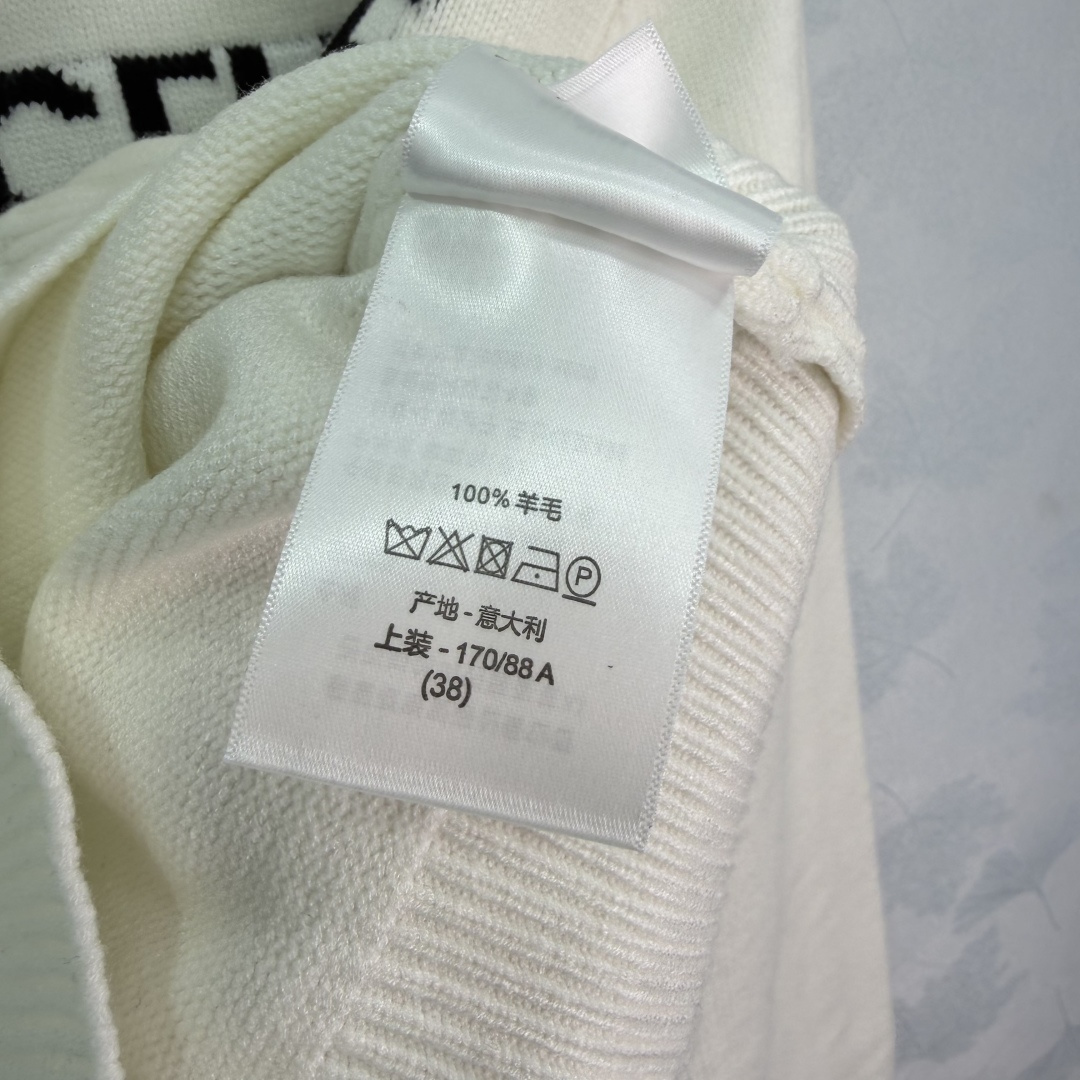 100% 羊毛
P
产地 - 意大利
上装 - 170/88 A
(38)